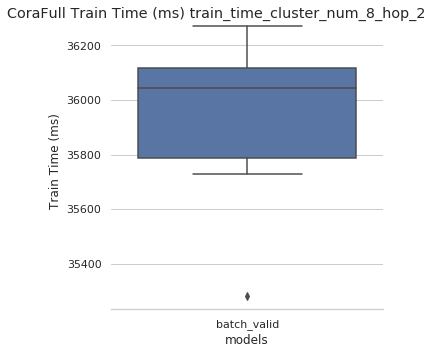 CoraFull Train Time (ms) train_time_cluster_num_8_hop_2
36200
36000
35800
35600
35400
Train Time (ms)
batch_valid
models